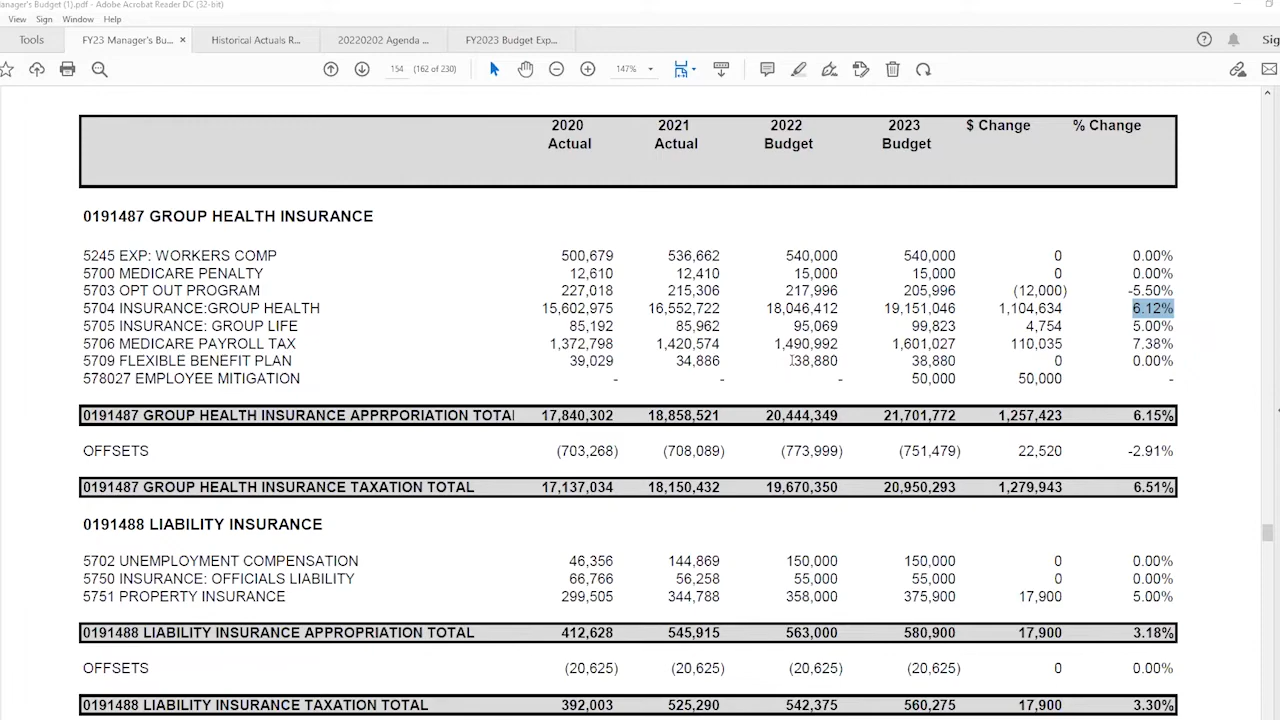 anager's Budget (1).pdf - Adobe Acrobat Reader DC (32-bit)
View Sign Window Help
Tools FY23 Manager's Bu... × Historical Actuals R... 20220202 Agenda ... FY2023 Budget Exp... Sig
154 (162 of 230) 147%
2020 2021 2022 2023 $ Change % Change
Actual Actual Budget Budget
0191487 GROUP HEALTH INSURANCE
5245 EXP: WORKERS COMP 500,679 536,662 540,000 540,000 0 0.00%
5700 MEDICARE PENALTY 12,610 12,410 15,000 15,000 0 0.00%
5703 OPT OUT PROGRAM 227,018 215,306 217,996 205,996 (12,000) -5.50%
5704 INSURANCE:GROUP HEALTH 15,602,975 16,552,722 18,046,412 19,151,046 1,104,634 6.12%
5705 INSURANCE: GROUP LIFE 85,192 85,962 95,069 99,823 4,754 5.00%
5706 MEDICARE PAYROLL TAX 1,372,798 1,420,574 1,490,992 1,601,027 110,035 7.38%
5709 FLEXIBLE BENEFIT PLAN 39,029 34,886 38,880 38,880 0 0.00%
578027 EMPLOYEE MITIGATION - - - 50,000 50,000 -
0191487 GROUP HEALTH INSURANCE APPRPORIATION TOTA 17,840,302 18,858,521 20,444,349 21,701,772 1,257,423 6.15%
OFFSETS (703,268) (708,089) (773,999) (751,479) 22,520 -2.91%
0191487 GROUP HEALTH INSURANCE TAXATION TOTAL 17,137,034 18,150,432 19,670,350 20,950,293 1,279,943 6.51%
0191488 LIABILITY INSURANCE
5702 UNEMPLOYMENT COMPENSATION 46,356 144,869 150,000 150,000 0 0.00%
5750 INSURANCE: OFFICIALS LIABILITY 66,766 56,258 55,000 55,000 0 0.00%
5751 PROPERTY INSURANCE 299,505 344,788 358,000 375,900 17,900 5.00%
0191488 LIABILITY INSURANCE APPROPRIATION TOTAL 412,628 545,915 563,000 580,900 17,900 3.18%
OFFSETS (20,625) (20,625) (20,625) (20,625) 0 0.00%
0191488 LIABILITY INSURANCE TAXATION TOTAL 392,003 525,290 542,375 560,275 17,900 3.30%